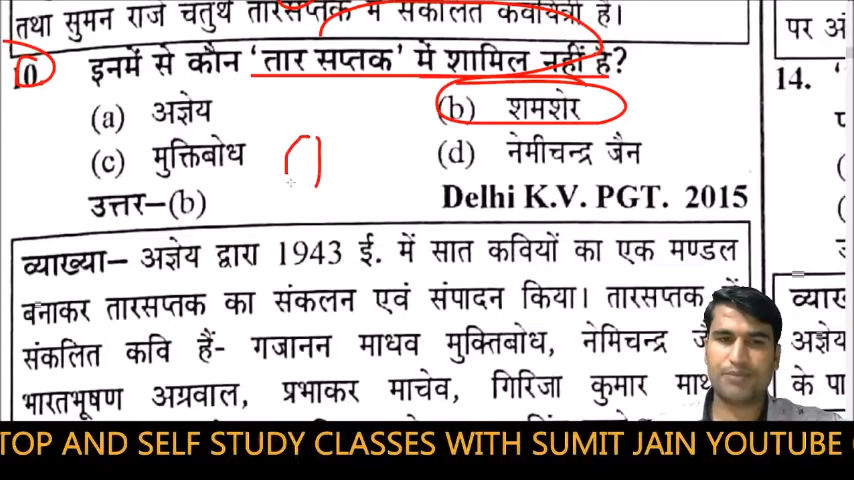 तथा सुमन राजे चतुर्थ तारसप्तक में संकलित कवयित्री हैं।
10 इनमें से कौन 'तार सप्तक' में शामिल नहीं है?
(a) अज्ञेय (b) शमशेर
(c) मुक्तिबोध (d) नेमीचन्द्र जैन
उत्तर–(b) Delhi K.V. PGT. 2015
व्याख्या– अज्ञेय द्वारा 1943 ई. में सात कवियों का एक मण्डल
बनाकर तारसप्तक का संकलन एवं संपादन किया। तारसप्तक में
संकलित कवि हैं- गजानन माधव मुक्तिबोध, नेमिचन्द्र
भारतभूषण अग्रवाल, प्रभाकर माचेव, गिरिजा कुमार
पर
14.
व्याख
अज्ञेय
के पा
TOP AND SELF STUDY CLASSES WITH SUMIT JAIN YOUTUBE